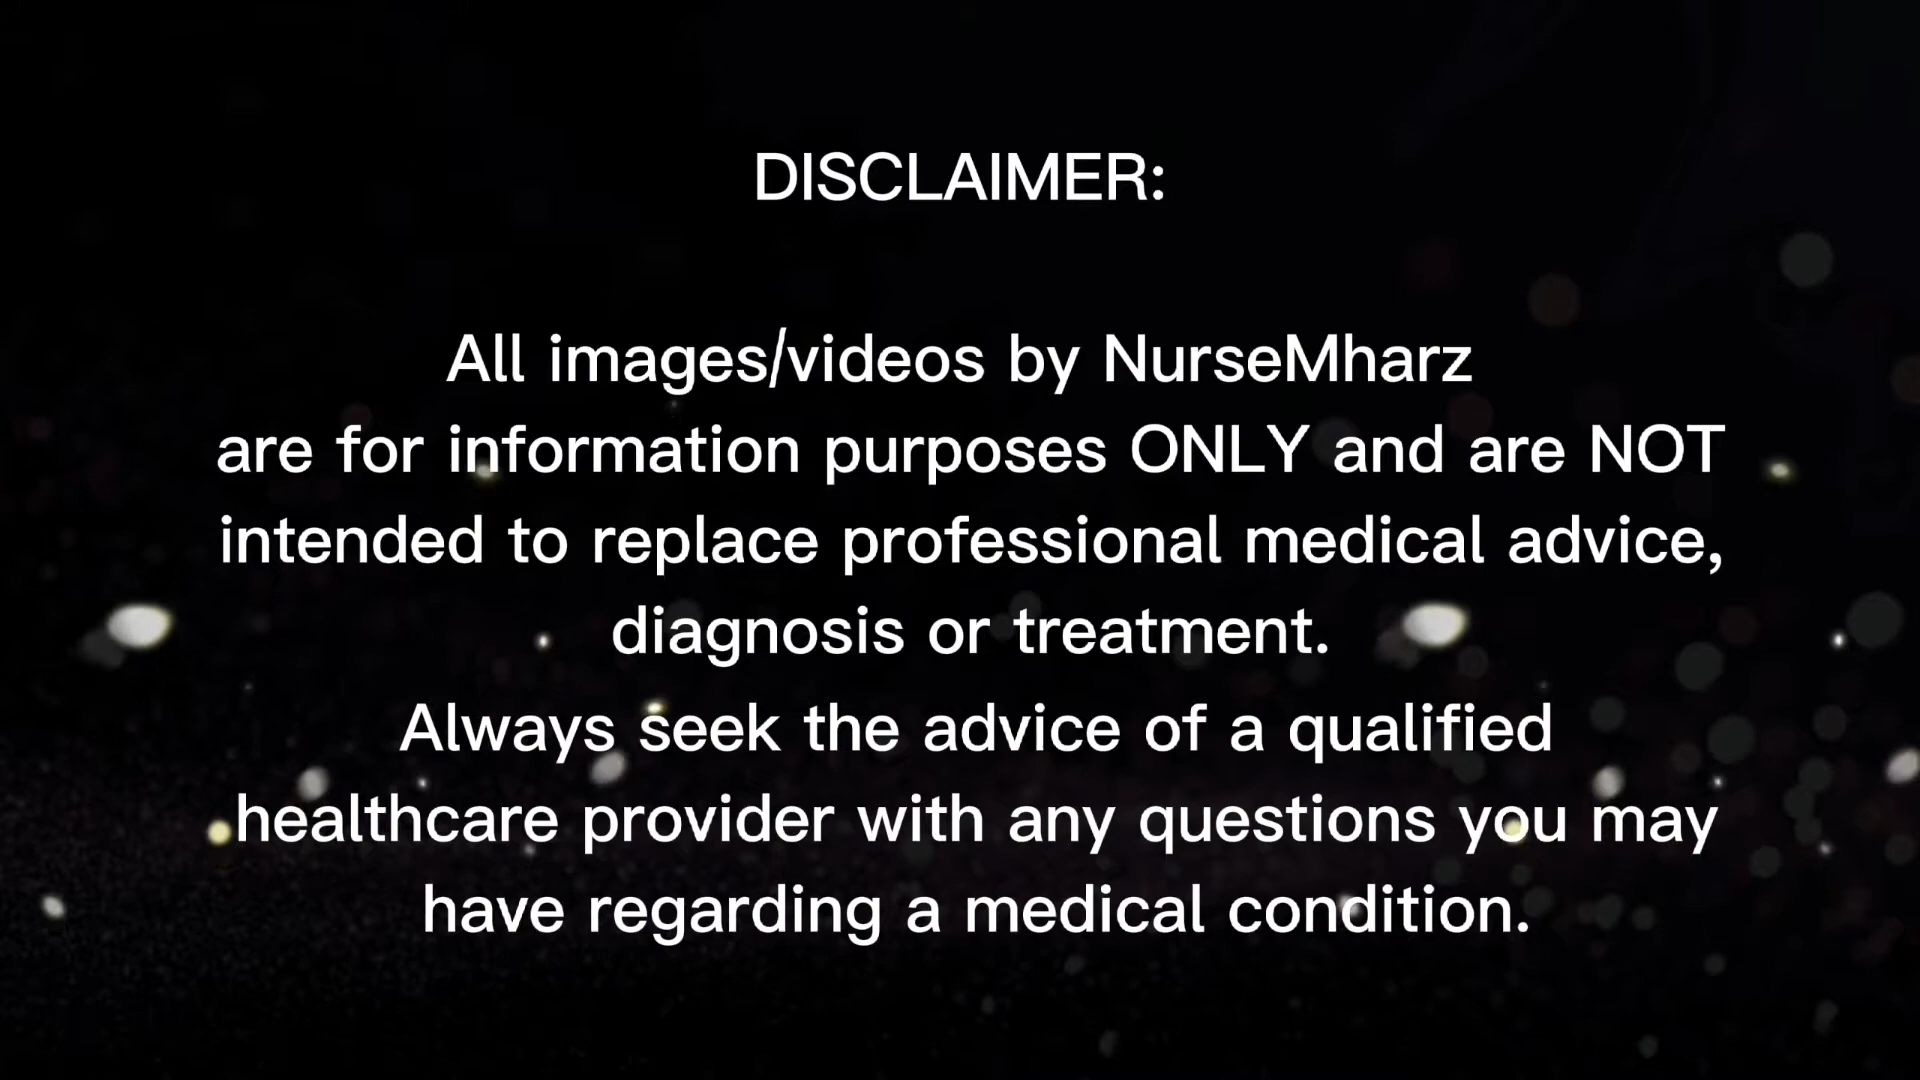 DISCLAIMER:
All images/videos by NurseMharz
are for information purposes ONLY and are NOT
intended to replace professional medical advice,
diagnosis or treatment.
Always seek the advice of a qualified
healthcare provider with any questions you may
have regarding a medical condition.